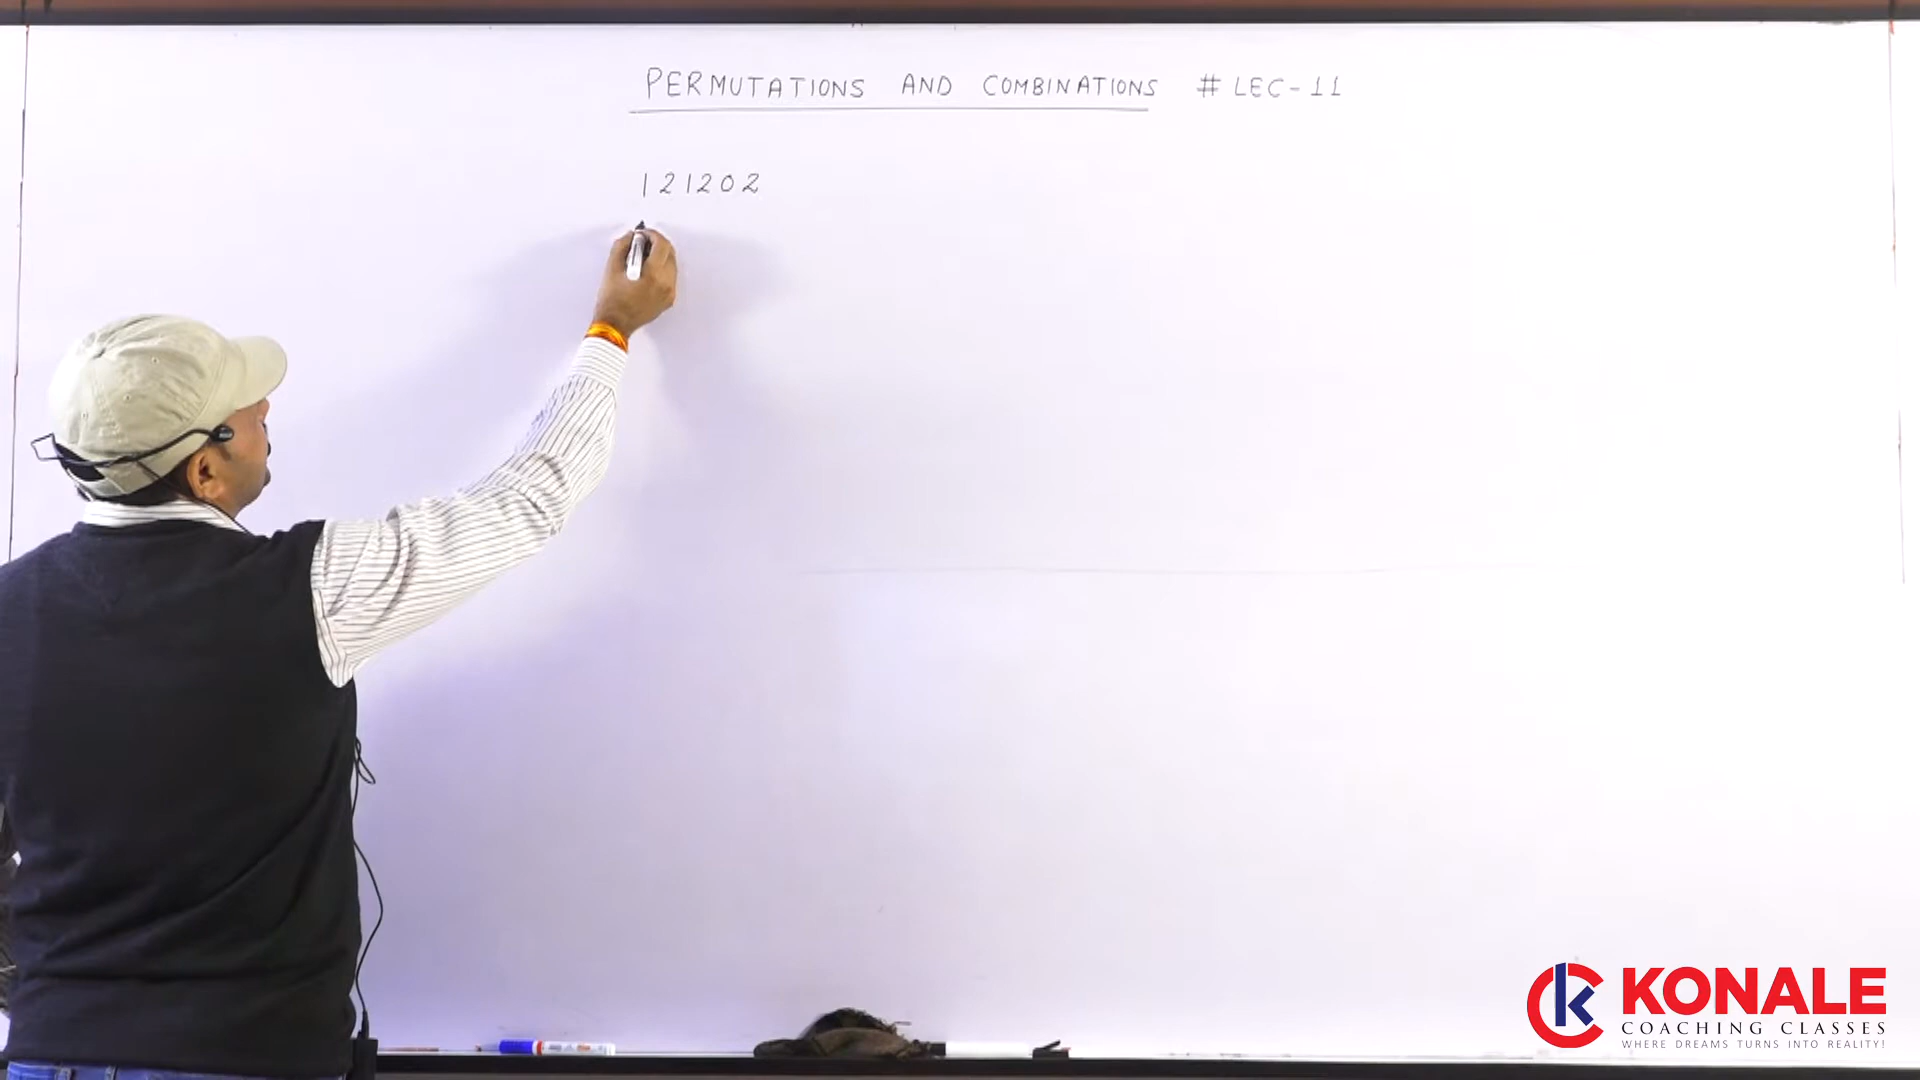 PERMUTATIONS AND COMBINATIONS # LEC-11
121202
KONALE
COACHING CLASSES
WHERE DREAMS TURNS INTO REALITY!